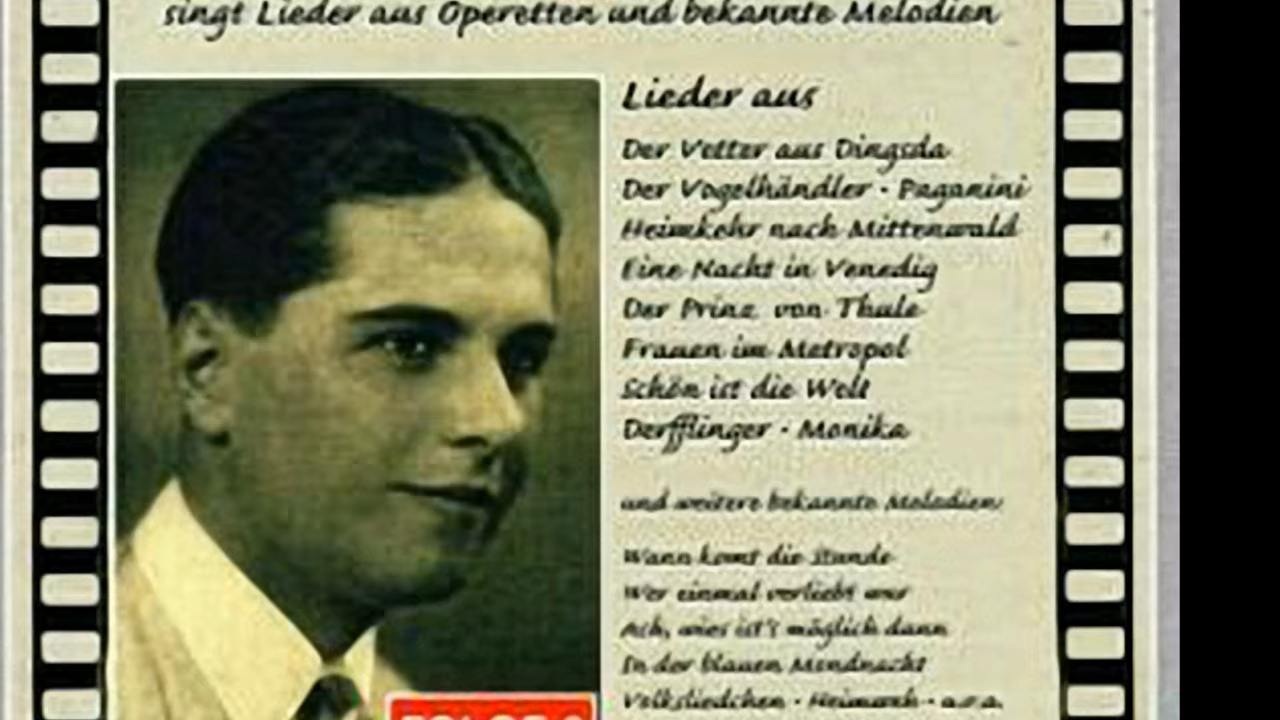 singt Lieder aus Operetten und bekannte Melodien
Lieder aus
Der Vetter aus Dingsda
Der Vogelhändler · Paganini
Heimkehr nach Mittenwald
Eine Nacht in Venedig
Der Prinz von Thule
Frauen im Metropol
Schön ist die Welt
Derfflinger · Monika
und weitere bekannte Melodien
Wann komt die Stunde
Wer einmal verliebt war
Ach, wies ist's möglich dann
In der blauen Mondnacht
Volksliedchen · Heimweh · a.o.a.
FOLGE